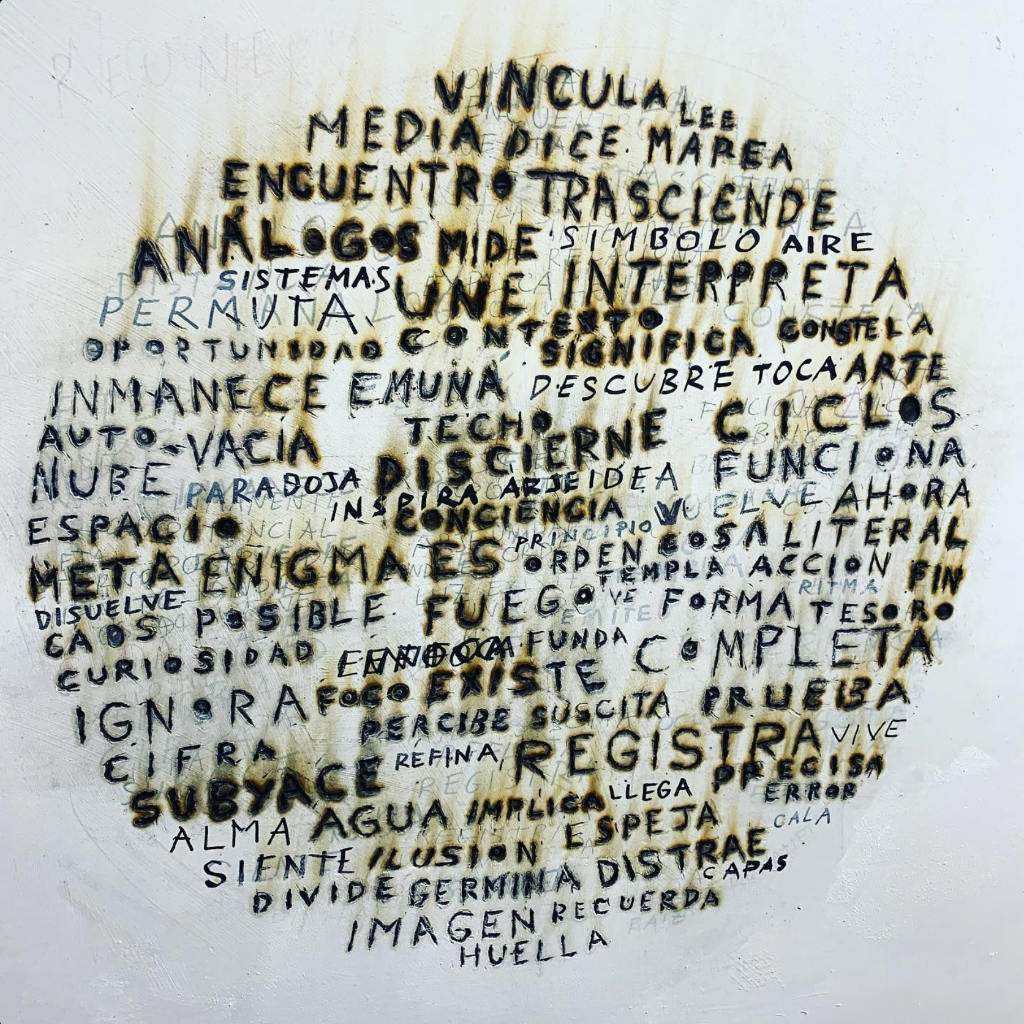 REUNE
VINCULA LEE
MEDIA DICE MAREA
ENCUENTRO TRASCIENDE
ANÁLOGOS MIDE SIMBOLO AIRE
SISTEMAS UNE INTERPRETA
PERMUTA
OPORTUNIDAD CONTEXTO SIGNIFICA CONSTELA
INMANECE EMUNÁ DESCUBRE TOCA ARTE
AUTO-VACÍA TECHO DISCIERNE CICLOS
NUBE PARADOJA INSPIRA ARJE IDEA FUNCIONA
ESPACIO CONCIENCIA VUELVE AHORA
META ENIGMA ES PRINCIPIO ORDEN COSA LITERAL
DISUELVE TEMPLA ACCION FIN
CAOS POSIBLE FUEGO VE FORMA RITMA TESORO
EMITE
CURIOSIDAD FUNDA COMPLETA
IGNORA FOCO EXISTE
PERCIBE SUSCITA PRUEBA
CIFRA REFINA REGISTRA VIVE
SUBYACE LLEGA PRECISA
ALMA AGUA IMPLICA ERROR
SIENTE ILUSION ESPEJA CALA
DIVIDE GERMINA DISTRAE CAPAS
IMAGEN RECUERDA
HUELLA